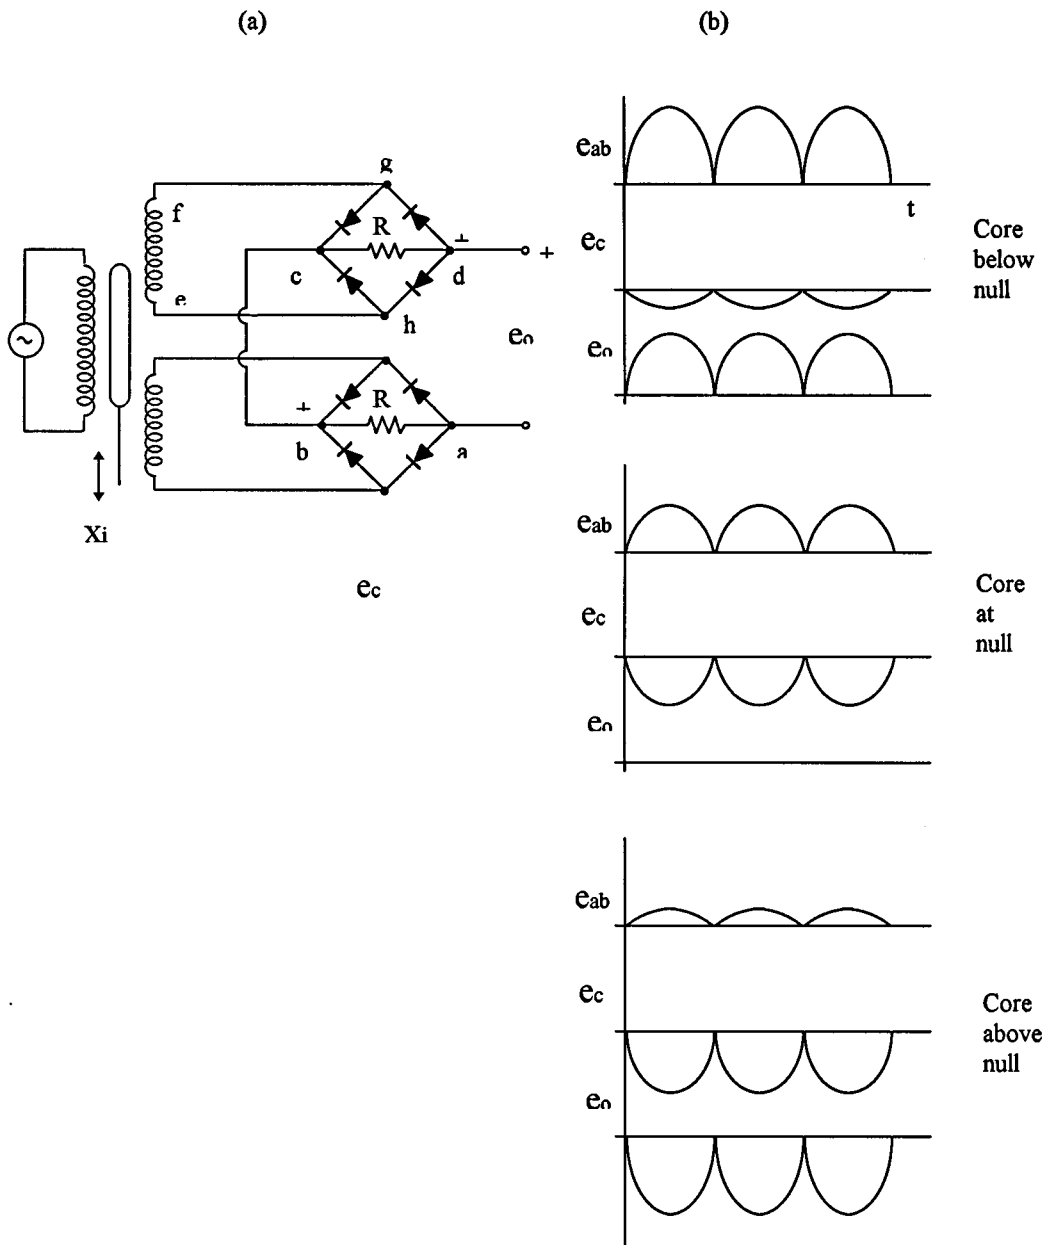 (a)
(b)
g
f
R
+
+
c
d
e
h
eo
R
+
b
a
Xi
ec
eab
t
ec
eo
Core
below
null
eab
ec
eo
Core
at
null
eab
ec
eo
Core
above
null